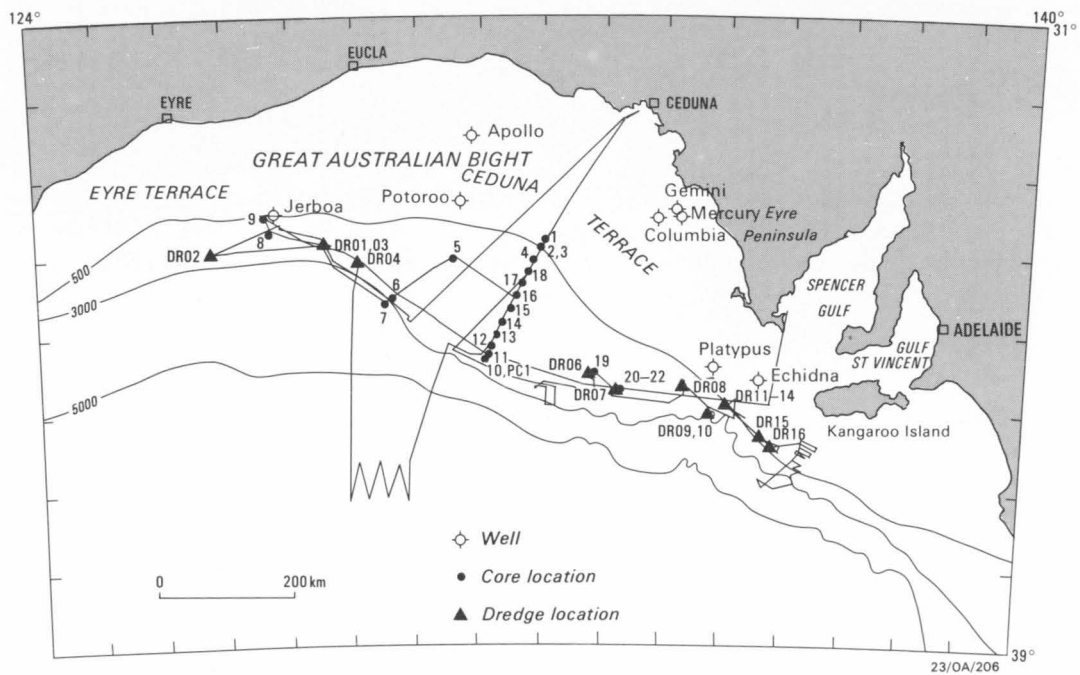 124°
140°
31°
EUCLA
EYRE
CEDUNA
Apollo
GREAT AUSTRALIAN BIGHT
CEDUNA
EYRE TERRACE
Potoroo
Gemini
Jerboa
Mercury
Eyre
Peninsula
Columbia
TERRACE
9
8
DR02
DR01,03
DR04
5
1
2,3
4
18
17
16
15
14
13
12
11
10,PC1
6
7
500
3000
5000
SPENCER
GULF
ADELAIDE
GULF
ST VINCENT
Platypus
Echidna
DR06
19
20–22
DR07
DR08
DR11–14
DR09,10
DR15
DR16
Kangaroo Island
Well
Core location
Dredge location
0
200 km
39°
23/OA/206